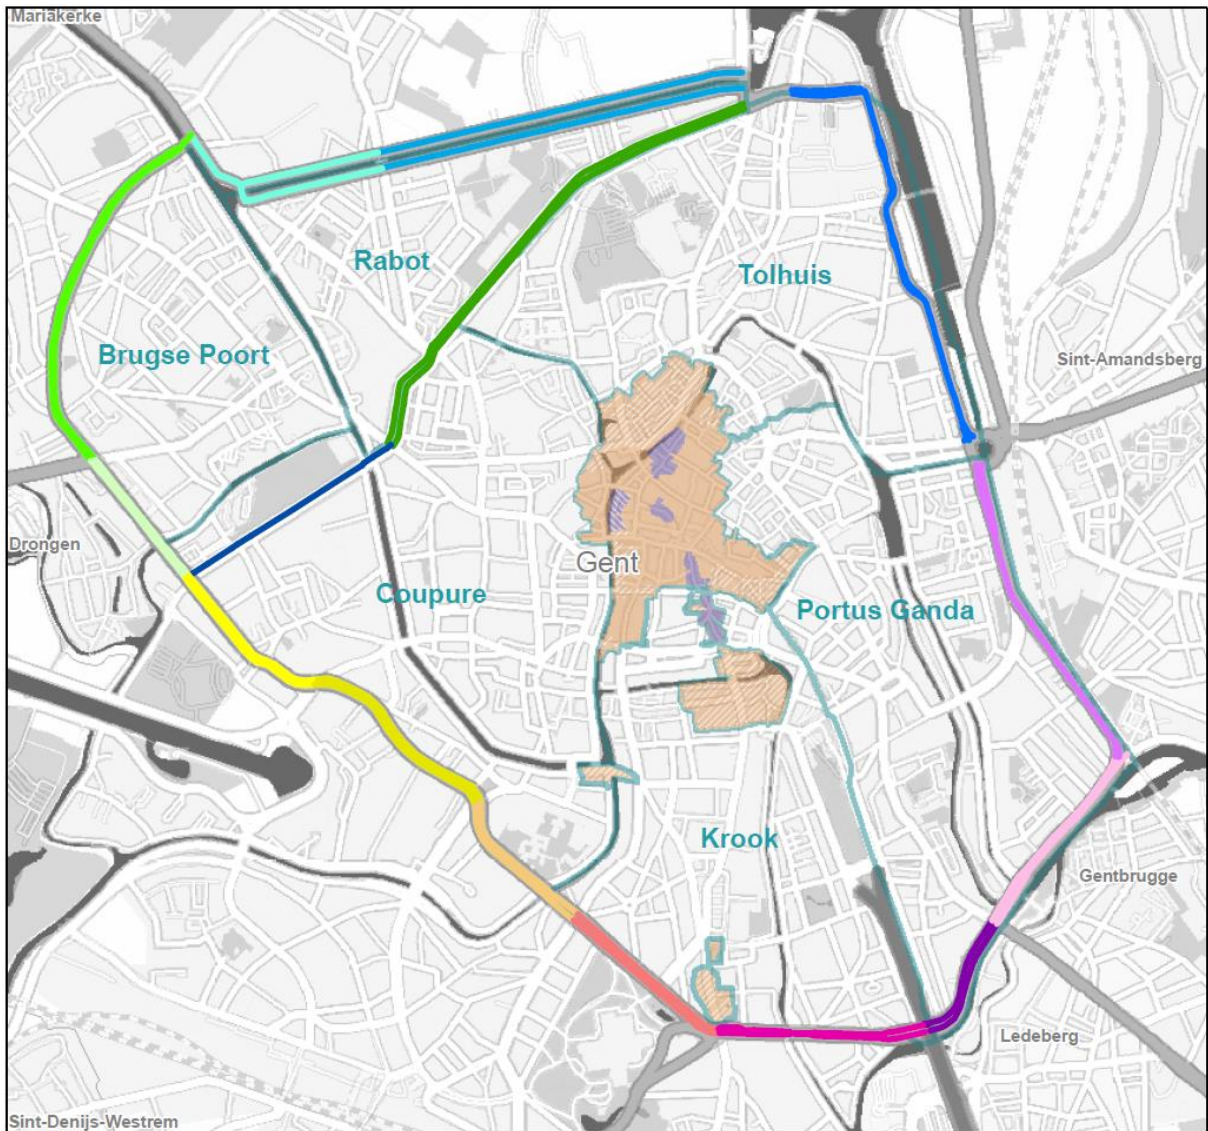 Mariakerke
Rabot
Tolhuis
Brugse Poort
Sint-Amandsberg
Drongen
Gent
Coupure
Portus Ganda
Krook
Gentbrugge
Ledeberg
Sint-Denijs-Westrem